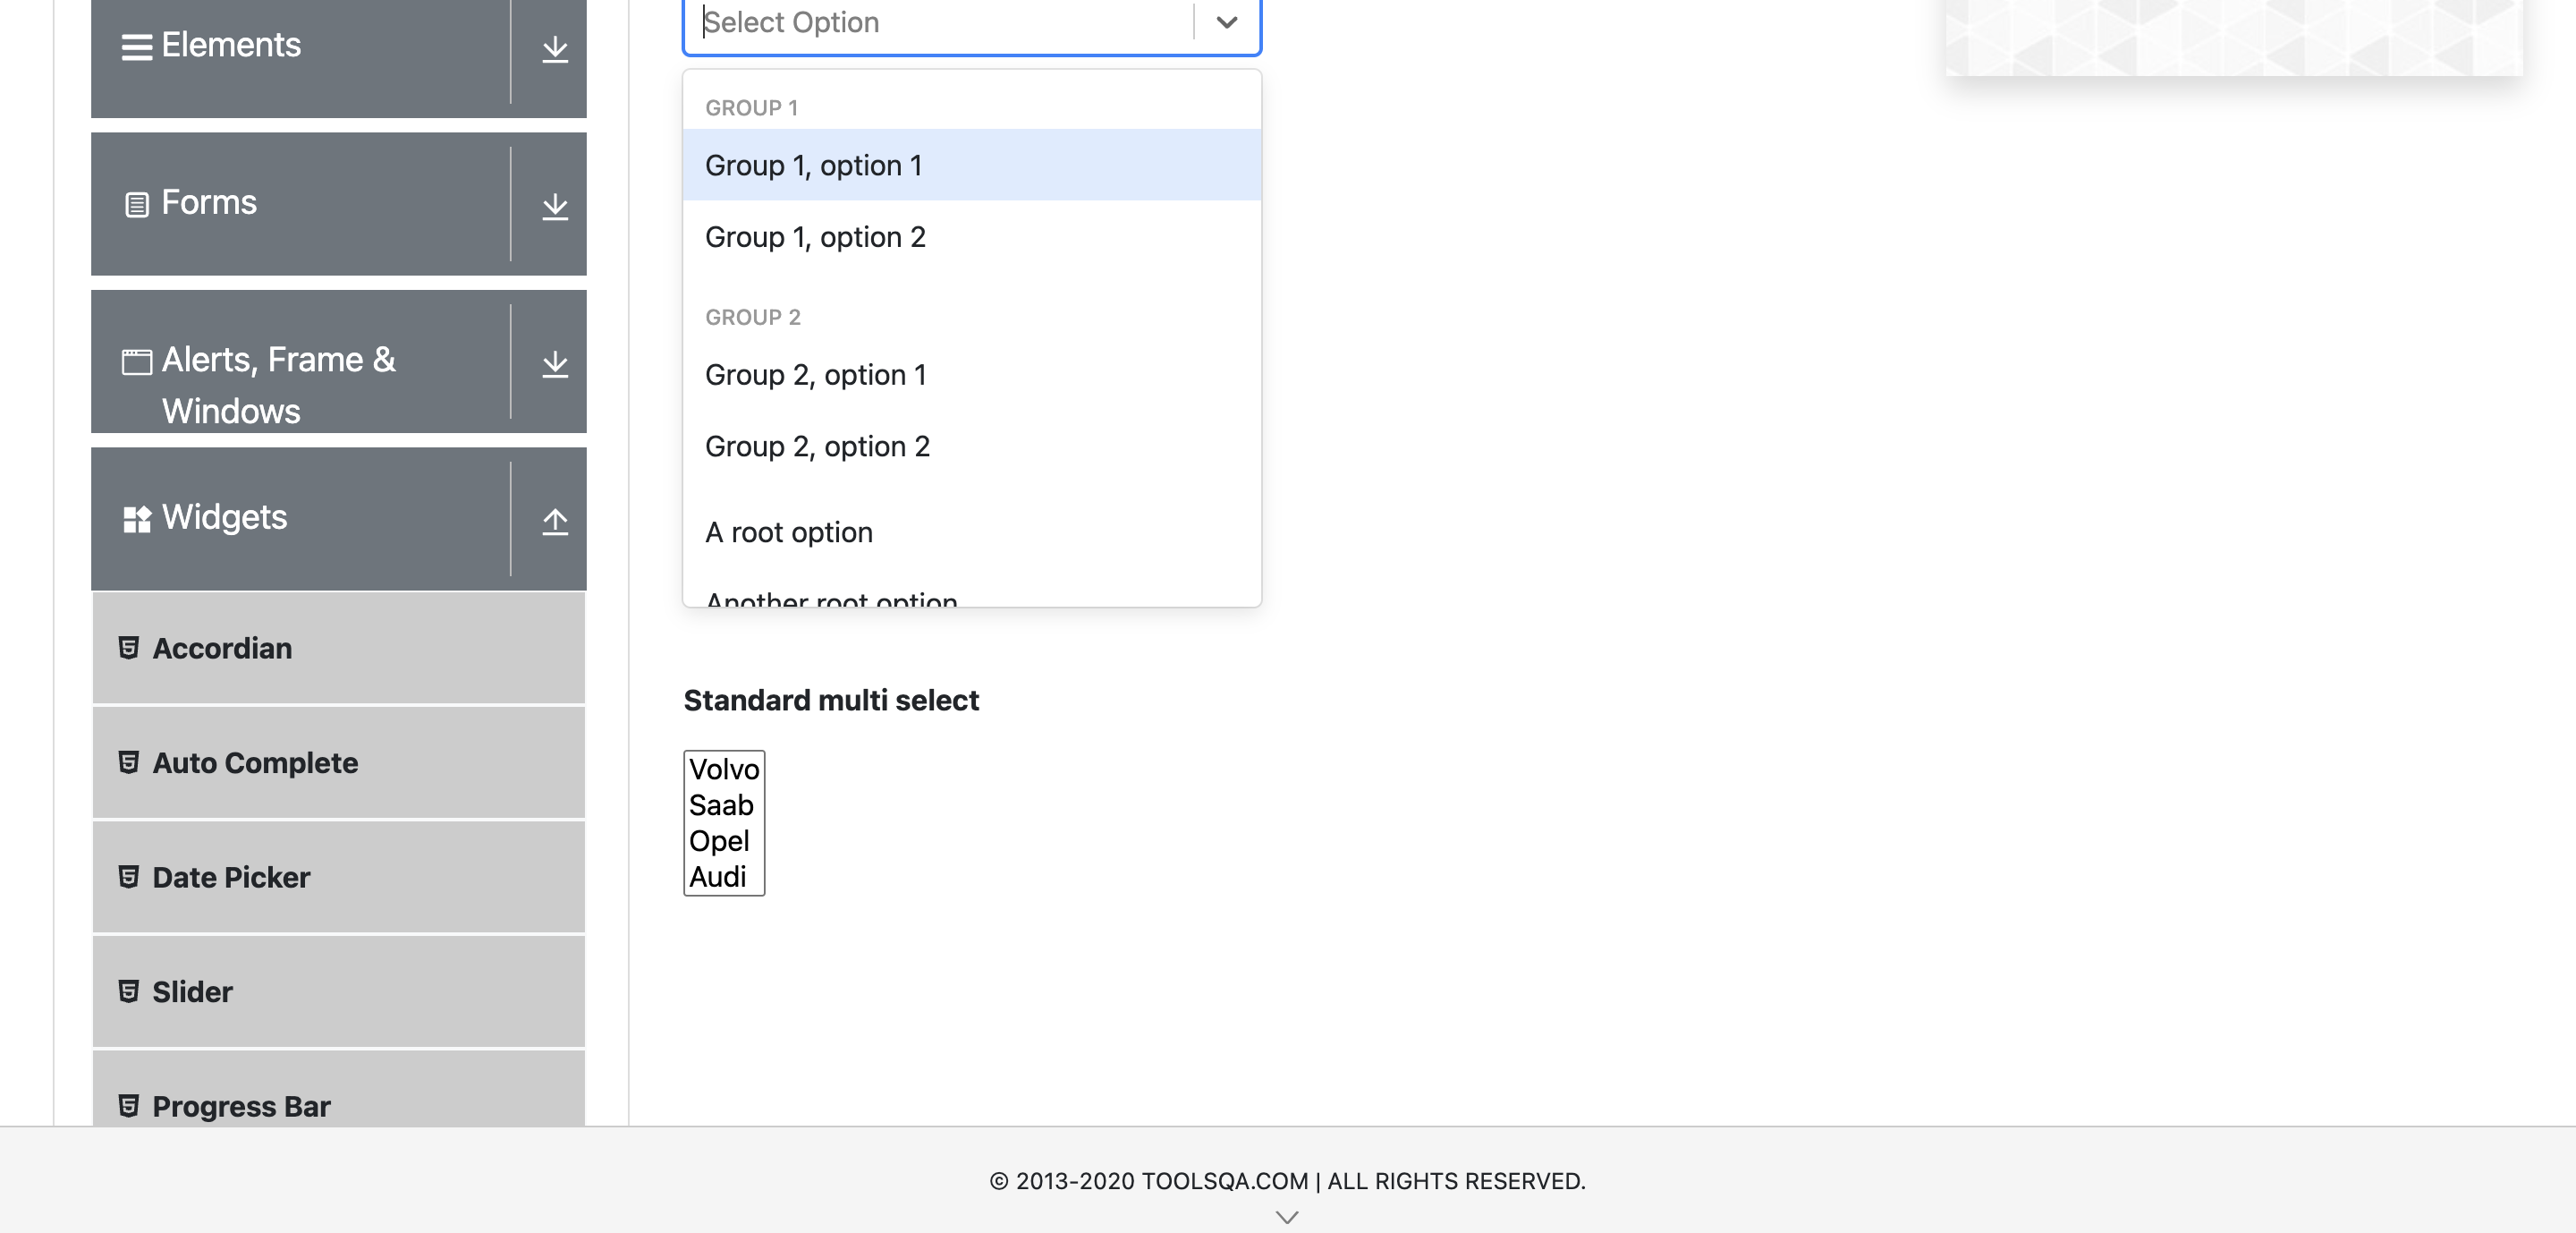 Elements
Forms
Alerts, Frame &
Windows
Widgets
Accordian
Auto Complete
Date Picker
Slider
Progress Bar
Select Option
GROUP 1
Group 1, option 1
Group 1, option 2
GROUP 2
Group 2, option 1
Group 2, option 2
A root option
Another root option
Standard multi select
Volvo
Saab
Opel
Audi
© 2013-2020 TOOLSQA.COM | ALL RIGHTS RESERVED.